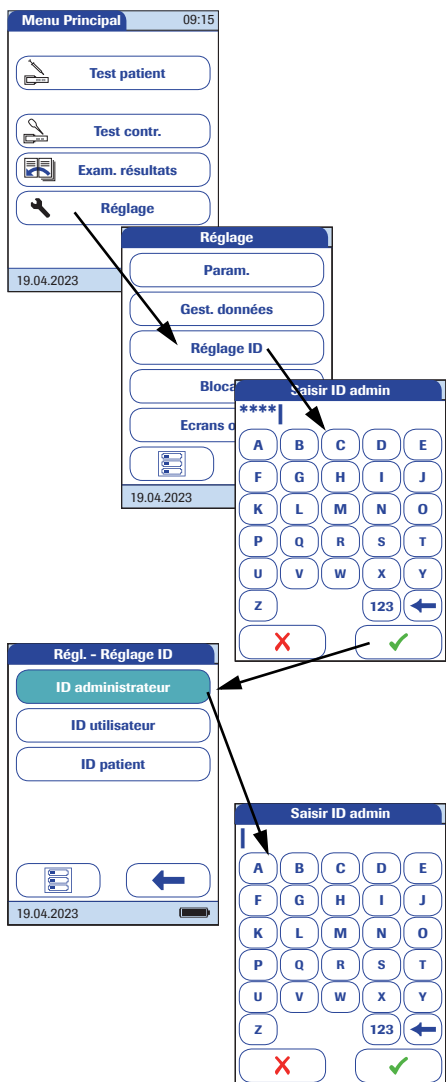 Menu Principal 09:15
Test patient
Test contr.
Exam. résultats
Réglage
19.04.2023
Réglage
Param.
Gest. données
Réglage ID
Bloca
Ecrans o
19.04.2023
Saisir ID admin
****
A B C D E
F G H I J
K L M N O
P Q R S T
U V W X Y
Z 123
Régl. - Réglage ID
ID administrateur
ID utilisateur
ID patient
19.04.2023
Saisir ID admin
A B C D E
F G H I J
K L M N O
P Q R S T
U V W X Y
Z 123